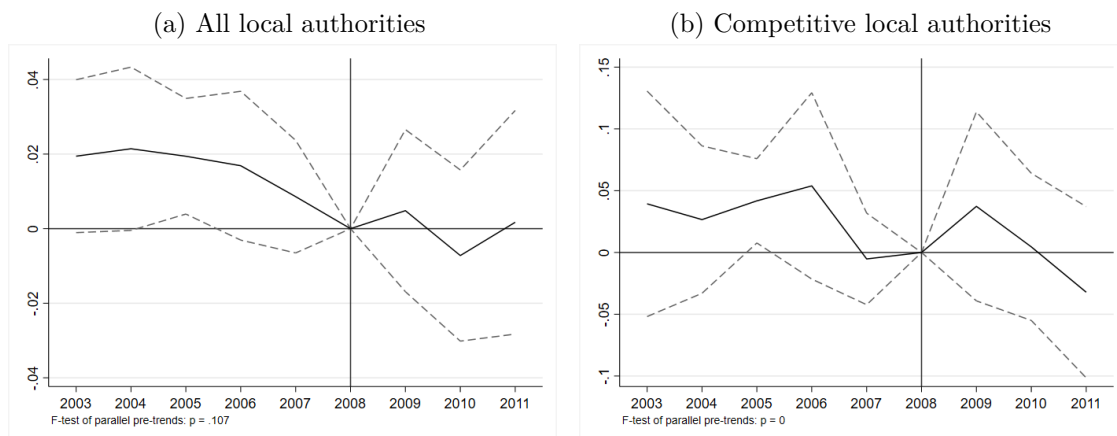 (a) All local authorities
.04
.02
0
-.02
-.04
2003 2004 2005 2006 2007 2008 2009 2010 2011
F-test of parallel pre-trends: p = .107
(b) Competitive local authorities
.15
.1
.05
0
-.05
-.1
2003 2004 2005 2006 2007 2008 2009 2010 2011
F-test of parallel pre-trends: p = 0